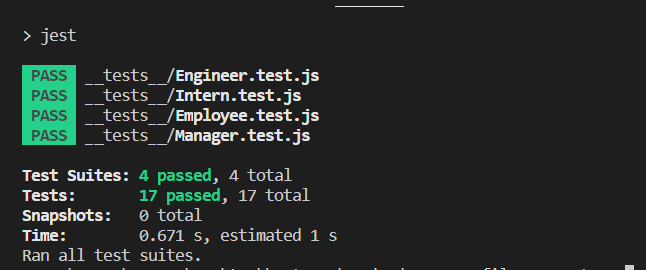 > jest
PASS __tests__/Engineer.test.js
PASS __tests__/Intern.test.js
PASS __tests__/Employee.test.js
PASS __tests__/Manager.test.js
Test Suites: 4 passed, 4 total
Tests: 17 passed, 17 total
Snapshots: 0 total
Time: 0.671 s, estimated 1 s
Ran all test suites.